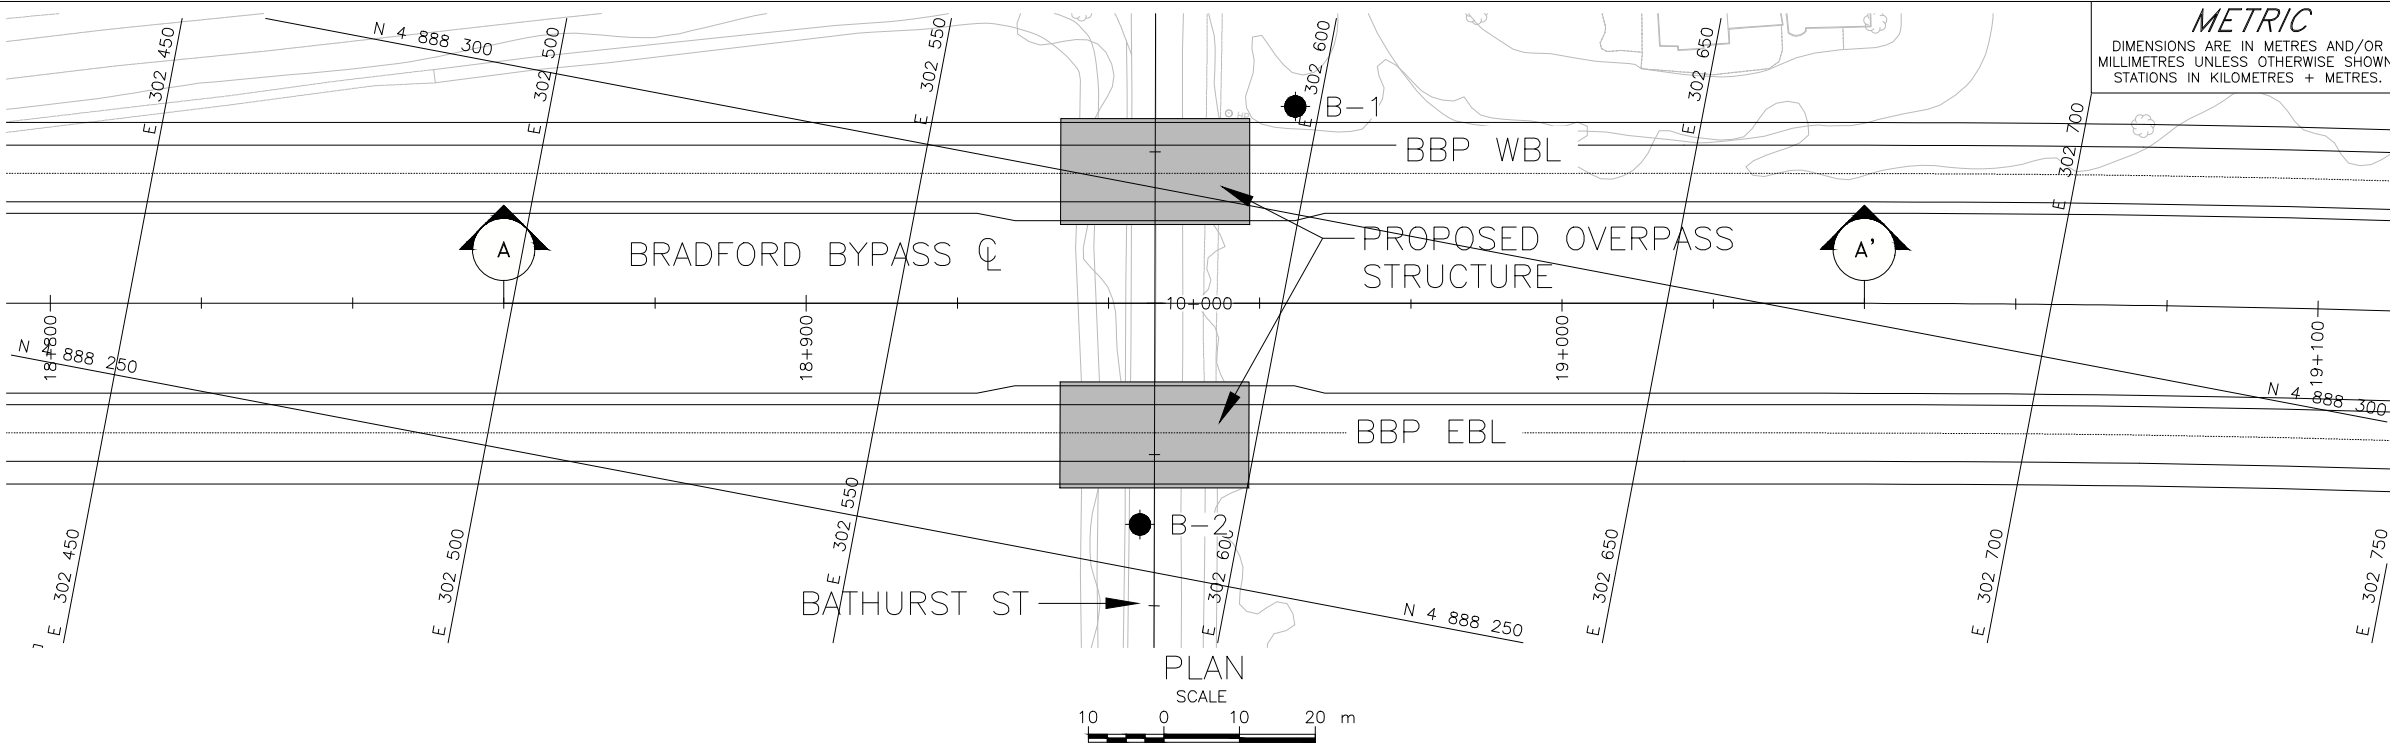 METRIC
DIMENSIONS ARE IN METRES AND/OR
MILLIMETRES UNLESS OTHERWISE SHOWN
STATIONS IN KILOMETRES + METRES.
E 302 450
N 4 888 300
E 302 500
E 302 550
E 302 600
E 302 650
E 302 700
B-1
BBP WBL
A
BRADFORD BYPASS ℄
PROPOSED OVERPASS
STRUCTURE
A'
10+000
18+800
18+900
19+000
19+100
N 4 888 250
N 4 888 300
BBP EBL
B-2
BATHURST ST
E 302 450
E 302 500
E 302 550
E 302 600
E 302 650
E 302 700
E 302 750
N 4 888 250
PLAN
SCALE
10 0 10 20 m